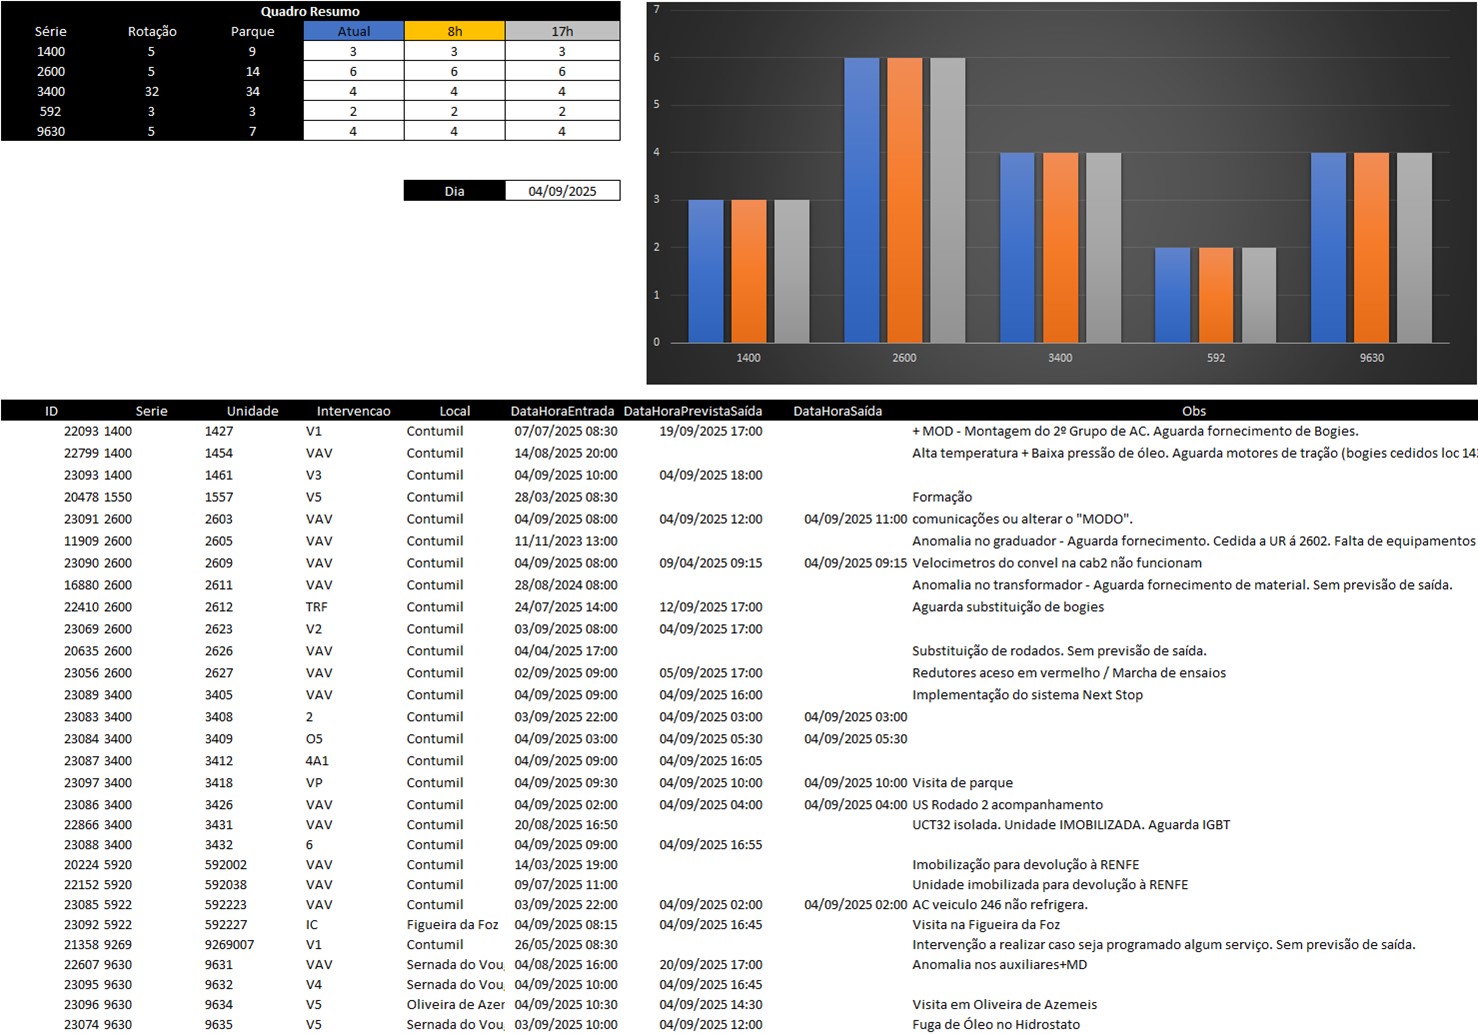 Quadro Resumo
Série Rotação Parque Atual 8h 17h
1400 5 9 3 3 3
2600 5 14 6 6 6
3400 32 34 4 4 4
592 3 3 2 2 2
9630 5 7 4 4 4
Dia 04/09/2025
7
6
5
4
3
2
1
0
1400 2600 3400 592 9630
ID Serie Unidade Intervencao Local DataHoraEntrada DataHoraPrevistaSaída DataHoraSaída Obs
22093 1400 1427 V1 Contumil 07/07/2025 08:30 19/09/2025 17:00 + MOD - Montagem do 2º Grupo de AC. Aguarda fornecimento de Bogies.
22799 1400 1454 VAV Contumil 14/08/2025 20:00 Alta temperatura + Baixa pressão de óleo. Aguarda motores de tração (bogies cedidos loc 143
23093 1400 1461 V3 Contumil 04/09/2025 10:00 04/09/2025 18:00
20478 1550 1557 V5 Contumil 28/03/2025 08:30 Formação
23091 2600 2603 VAV Contumil 04/09/2025 08:00 04/09/2025 12:00 04/09/2025 11:00 comunicações ou alterar o "MODO".
11909 2600 2605 VAV Contumil 11/11/2023 13:00 Anomalia no graduador - Aguarda fornecimento. Cedida a UR á 2602. Falta de equipamentos
23090 2600 2609 VAV Contumil 04/09/2025 08:00 09/04/2025 09:15 04/09/2025 09:15 Velocimetros do convel na cab2 não funcionam
16880 2600 2611 VAV Contumil 28/08/2024 08:00 Anomalia no transformador - Aguarda fornecimento de material. Sem previsão de saída.
22410 2600 2612 TRF Contumil 24/07/2025 14:00 12/09/2025 17:00 Aguarda substituição de bogies
23069 2600 2623 V2 Contumil 03/09/2025 08:00 04/09/2025 17:00
20635 2600 2626 VAV Contumil 04/04/2025 17:00 Substituição de rodados. Sem previsão de saída.
23056 2600 2627 VAV Contumil 02/09/2025 09:00 05/09/2025 17:00 Redutores aceso em vermelho / Marcha de ensaios
23089 3400 3405 VAV Contumil 04/09/2025 09:00 04/09/2025 16:00 Implementação do sistema Next Stop
23083 3400 3408 2 Contumil 03/09/2025 22:00 04/09/2025 03:00 04/09/2025 03:00
23084 3400 3409 O5 Contumil 04/09/2025 03:00 04/09/2025 05:30 04/09/2025 05:30
23087 3400 3412 4A1 Contumil 04/09/2025 09:00 04/09/2025 16:05
23097 3400 3418 VP Contumil 04/09/2025 09:30 04/09/2025 10:00 04/09/2025 10:00 Visita de parque
23086 3400 3426 VAV Contumil 04/09/2025 02:00 04/09/2025 04:00 04/09/2025 04:00 US Rodado 2 acompanhamento
22866 3400 3431 VAV Contumil 20/08/2025 16:50 UCT32 isolada. Unidade IMOBILIZADA. Aguarda IGBT
23088 3400 3432 6 Contumil 04/09/2025 09:00 04/09/2025 16:55
20224 5920 592002 VAV Contumil 14/03/2025 19:00 Imobilização para devolução à RENFE
22152 5920 592038 VAV Contumil 09/07/2025 11:00 Unidade imobilizada para devolução à RENFE
23085 5922 592223 VAV Contumil 03/09/2025 22:00 04/09/2025 02:00 04/09/2025 02:00 AC veiculo 246 não refrigera.
23092 5922 592227 IC Figueira da Foz 04/09/2025 08:15 04/09/2025 16:45 Visita na Figueira da Foz
21358 9269 9269007 V1 Contumil 26/05/2025 08:30 Intervenção a realizar caso seja programado algum serviço. Sem previsão de saída.
22607 9630 9631 VAV Sernada do Vou 04/08/2025 16:00 20/09/2025 17:00 Anomalia nos auxiliares+MD
23095 9630 9632 V4 Sernada do Vou 04/09/2025 10:00 04/09/2025 16:45
23096 9630 9634 V5 Oliveira de Azer 04/09/2025 10:30 04/09/2025 14:30 Visita em Oliveira de Azemeis
23074 9630 9635 V5 Sernada do Vou 03/09/2025 10:00 04/09/2025 12:00 Fuga de Óleo no Hidrostato